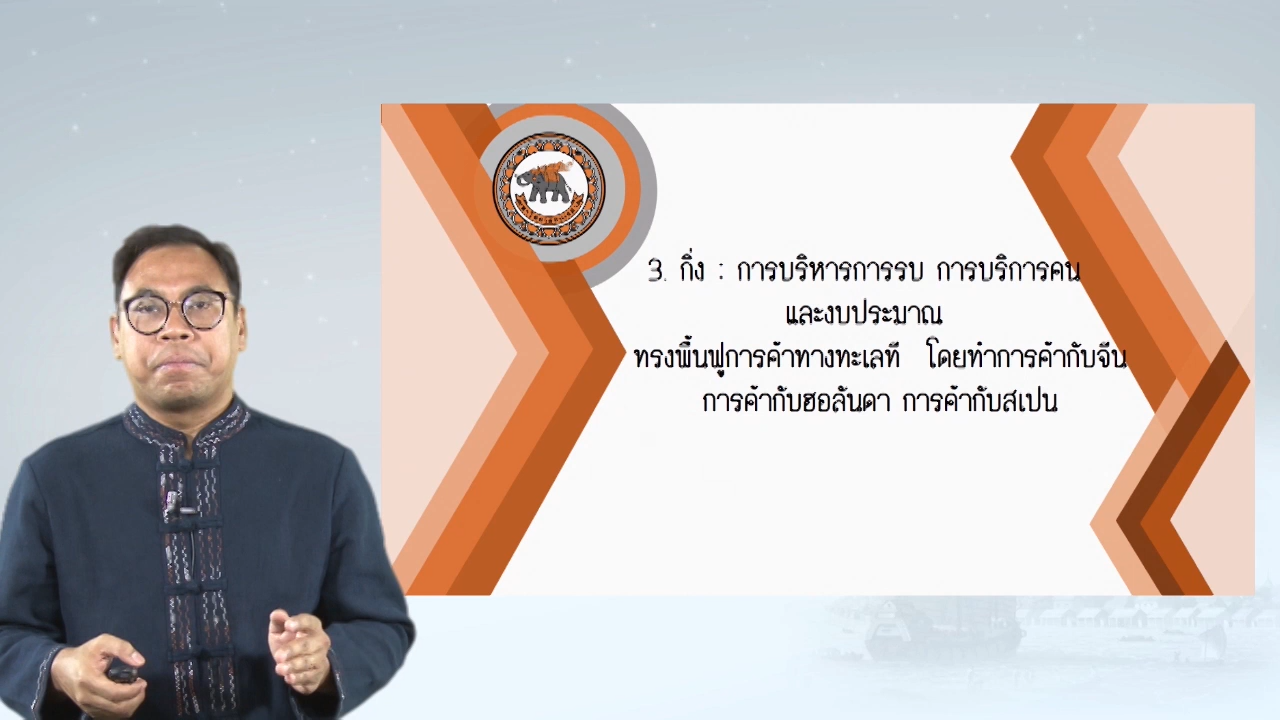 3. กิ่ง : การบริหารการรบ การบริการคน
และงบประมาณ
ทรงพื้นฟูการค้าทางทะเลที  โดยทำการค้ากับจีน
การค้ากับฮอลันดา การค้ากับสเปน